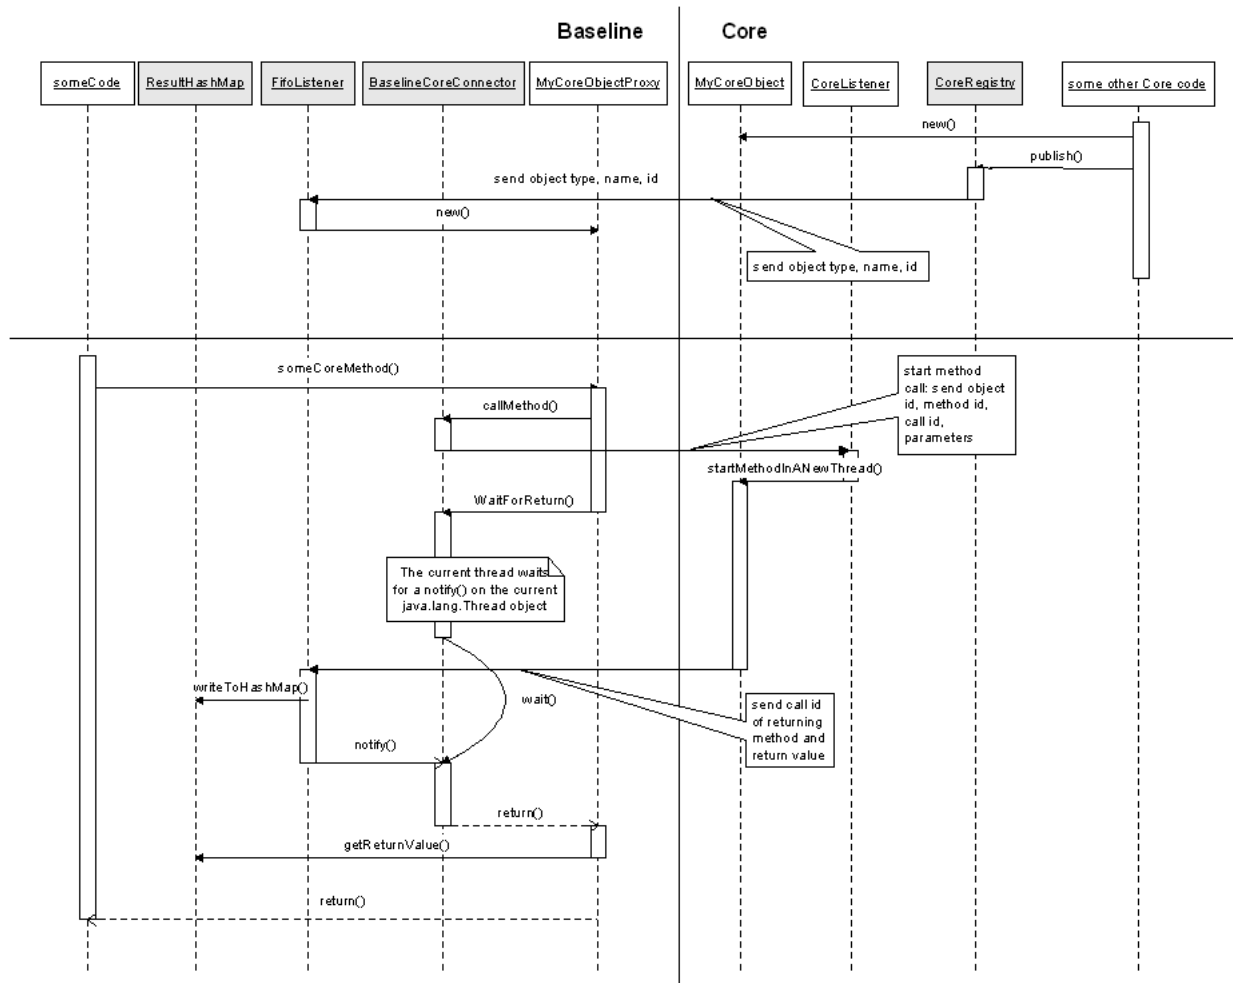 Baseline
Core
someCode
ResultHashMap
FifoListener
BaselineCoreConnector
MyCoreObjectProxy
MyCoreObject
CoreListener
CoreRegistry
some other Core code
new()
publish()
send object type, name, id
new()
send object type, name, id
someCoreMethod()
start method
call: send object
id, method id,
call id,
parameters
callMethod()
startMethodInANewThread()
WaitForReturn()
The current thread waits
for a notify() on the current
java.lang.Thread object
writeToHashMap()
wait()
send call id
of returning
method and
return value
notify()
return()
getReturnValue()
return()